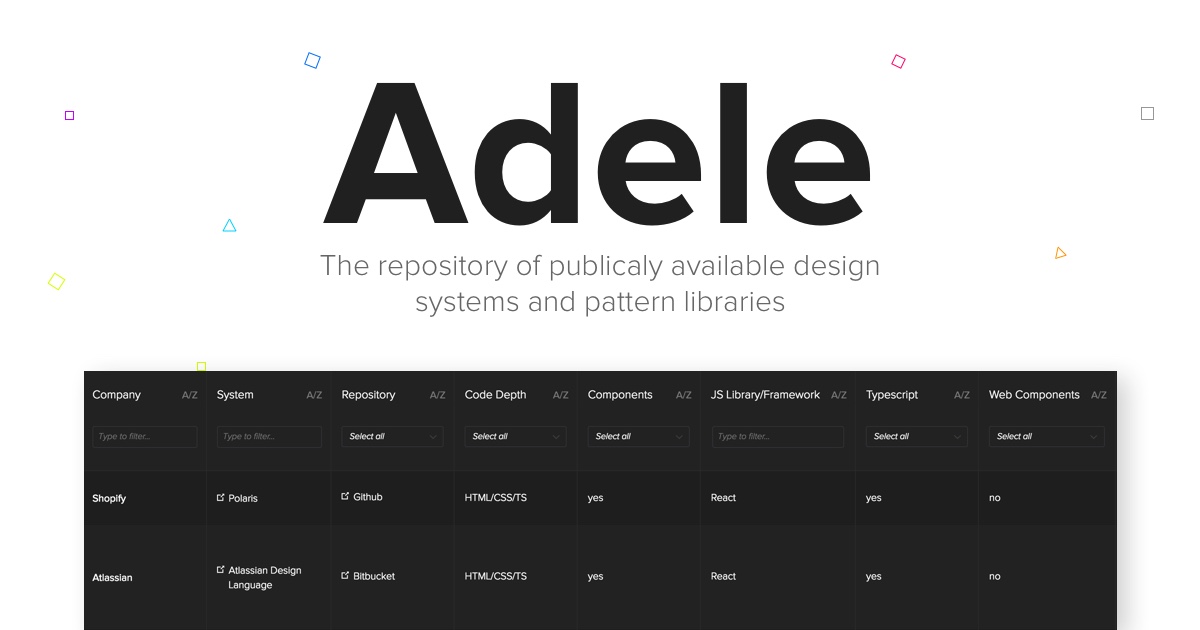 Adele
The repository of publicaly available design
systems and pattern libraries
Company A/Z System A/Z Repository A/Z Code Depth A/Z Components A/Z JS Library/Framework A/Z Typescript A/Z Web Components A/Z
Type to filter... Type to filter... Select all Select all Select all Type to filter... Select all Select all
Shopify Polaris Github HTML/CSS/TS yes React yes no
Atlassian Atlassian Design Bitbucket HTML/CSS/TS yes React yes no
Language